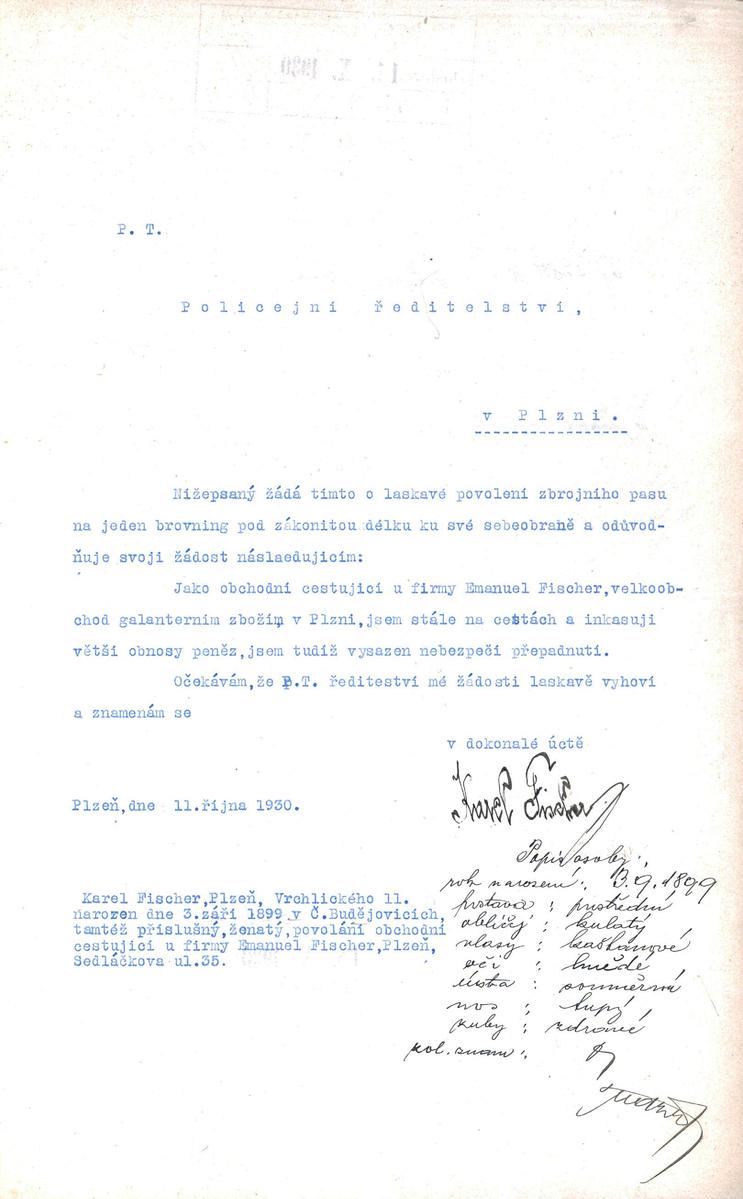 P. T.
Policejní ředitelství,
v Plzni.
Nížepsaný žádá tímto o laskavé povolení zbrojního pasu
na jeden brovning pod zákonitou délku ku své sebeobraně a odůvod-
ňuje svoji žádost náslaedujícím:
Jako obchodní cestující u firmy Emanuel Fischer,velkoob-
chod galanterním zbožím v Plzni,jsem stále na cestách a inkasuji
větší obnosy peněz,jsem tudíž vysazen nebezpečí přepadnutí.
Očekávám,že P.T. řediteství mé žádosti laskavě vyhoví
a znamenám se
v dokonalé úctě
Karel Fischer
Plzeň,dne 11.října 1930.
Popis osoby:
rok narození: 3.9.1899
postava : prostřední
obličej : kulatý
vlasy : kaštanové
oči : hnědé
ústa : souměrná
nos : tupý
zuby : zdravé
zvl. znam.:
Karel Fischer,Plzeň, Vrchlického 11.
narozen dne 3.září 1899 v Č.Budějovicích,
tamtéž příslušný,ženatý,povolání obchodní
cestující u firmy Emanuel Fischer,Plzeň,
Sedláčkova ul.35.